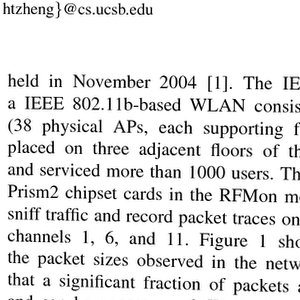 htzheng}@cs.ucsb.edu
held in November 2004 [1]. The IE
a IEEE 802.11b-based WLAN consis
(38 physical APs, each supporting f
placed on three adjacent floors of th
and serviced more than 1000 users. Th
Prism2 chipset cards in the RFMon m
sniff traffic and record packet traces on
channels 1, 6, and 11. Figure 1 sho
the packet sizes observed in the netw
that a significant fraction of packets a